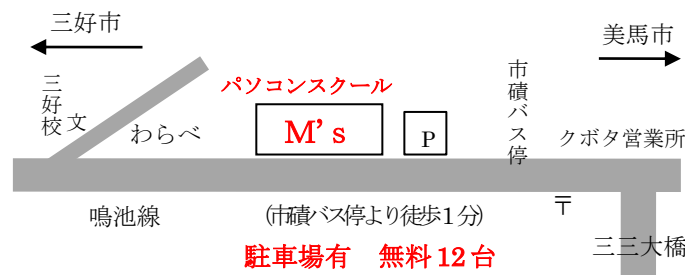 三好市
美馬市
パソコンスクール
M’s
P
三好校
文
わらべ
市磧バス停
クボタ営業所
鳴池線
(市磧バス停より徒歩1分)
〒
三三大橋
駐車場有　無料12台